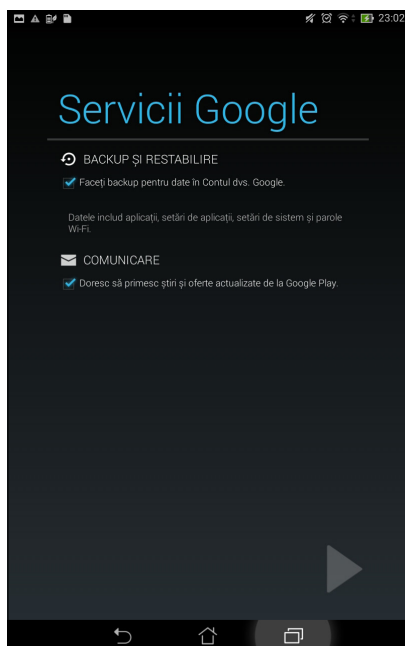 23:02
Servicii Google
BACKUP ȘI RESTABILIRE
Faceți backup pentru date în Contul dvs. Google.
Datele includ aplicații, setări de aplicații, setări de sistem și parole
Wi-Fi.
COMUNICARE
Doresc să primesc știri și oferte actualizate de la Google Play.